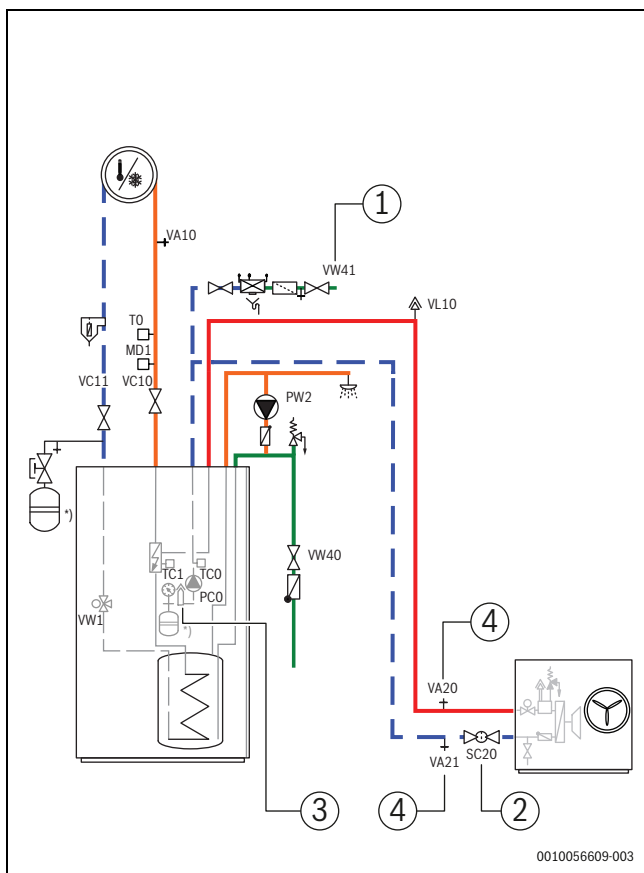 1
VA10
VW41
VL10
T0
MD1
VC11
VC10
PW2
*)
VW40
TC1
TC0
PC0
VW1
*)
4
VA20
VA21
SC20
3
4
2
0010056609-003